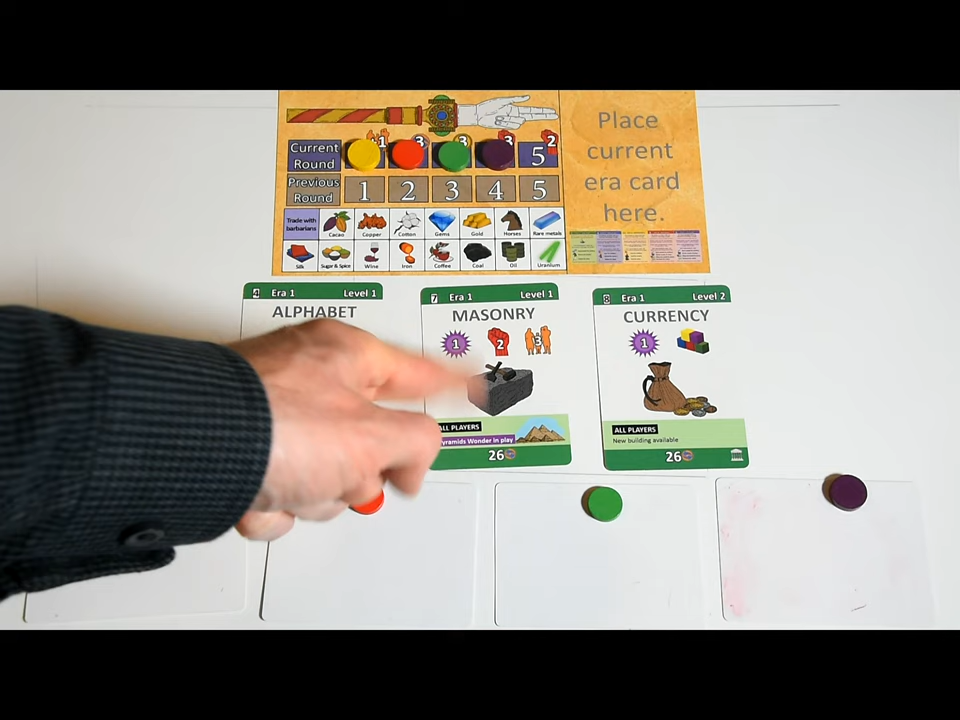 Place
current
era card
here.
Current
Round
1
3
3
3
5
2
Previous
Round
1 2 3 4 5
Trade with
barbarians
Cacao Copper Cotton Gems Gold Horses Rare metals
Silk Sugar & Spice Wine Iron Coffee Coal Oil Uranium
4 Era 1 Level 1
ALPHABET
7 Era 1 Level 1
MASONRY
1 2 3
ALL PLAYERS
Pyramids Wonder in play
26
8 Era 1 Level 2
CURRENCY
1
ALL PLAYERS
New building available
26